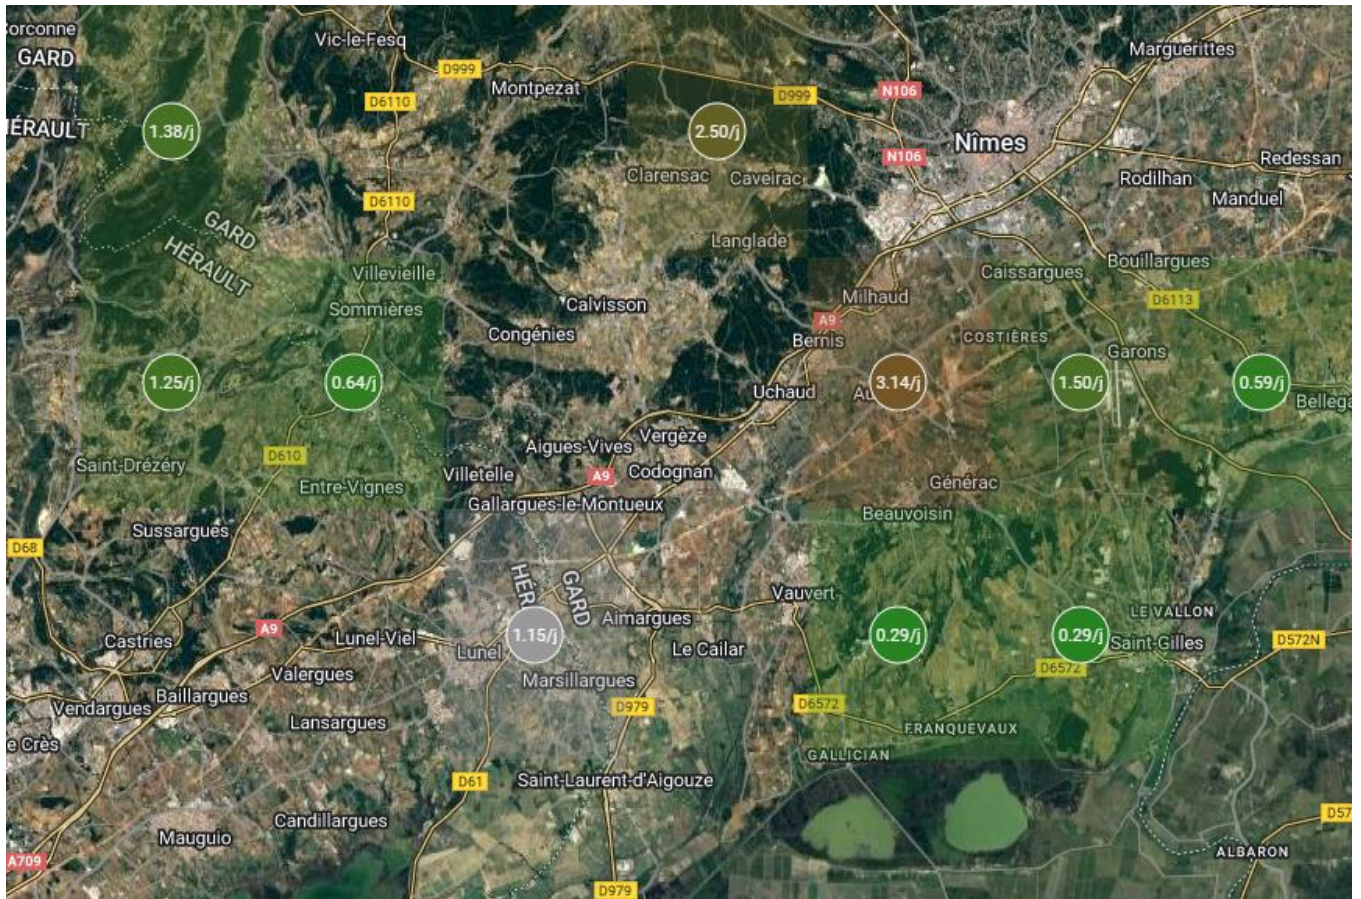 orconne
GARD
Vic-le-Fesq
Marguerittes
D999
Montpezat
D6110
D999
N106
1.38/j
2.50/j
Nîmes
HÉRAULT
N106
Redessan
Clarensac
Caveirac
Rodilhan
Manduel
D6110
GARD
HÉRAULT
Langlade
Villevieille
Caissargues
Bouillargues
Sommières
Calvisson
Milhaud
D6113
Congénies
A9
Bernis
COSTIÈRES
Garons
1.25/j
0.64/j
Uchaud
Au
3.14/j
1.50/j
0.59/j
Bellega
Saint-Drézéry
D610
Aigues-Vives
Vergèze
Villetelle
A9
Codognan
Entre-Vignes
Générac
Gallargues-le-Montueux
Beauvoisin
Sussargues
D68
HÉR
GARD
Vauvert
LE VALLON
A9
Castries
Lunel-Viel
Lunel
1.15/j
Aimargues
Le Cailar
0.29/j
0.29/j
Saint-Gilles
D572N
Valergues
Marsillargues
D6572
Baillargues
Vendargues
Lansargues
D979
D6572
FRANQUEVAUX
e Crès
GALLICIAN
D61
Saint-Laurent-d'Aigouze
Candillargues
Mauguio
D57
A709
ALBARON
D979